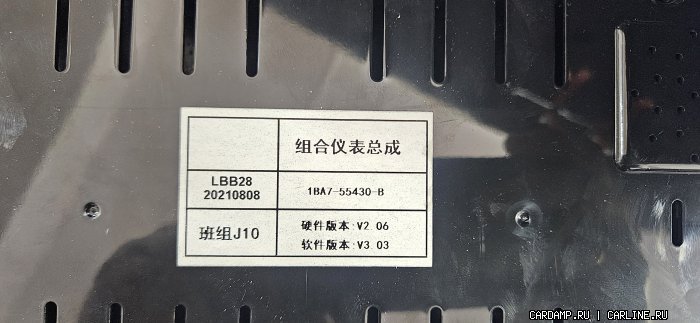 组合仪表总成
LBB28
20210808
1BA7-55430-B
班组J10
硬件版本:V2.06
软件版本:V3.03
CARDAMP.RU | CARLINE.RU